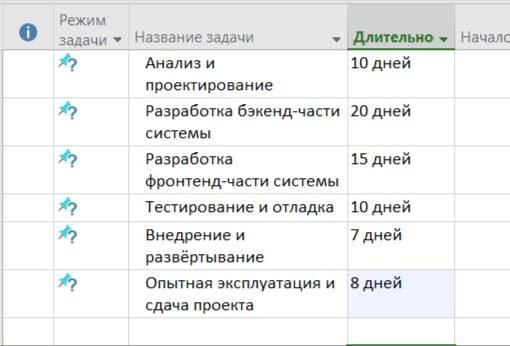 Режим задачи
Название задачи
Длительно
Началс
Анализ и
проектирование
10 дней
Разработка бэкенд-части
системы
20 дней
Разработка
фронтенд-части системы
15 дней
Тестирование и отладка
10 дней
Внедрение и
развёртывание
7 дней
Опытная эксплуатация и
сдача проекта
8 дней